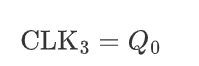 CLK₃ = Q₀